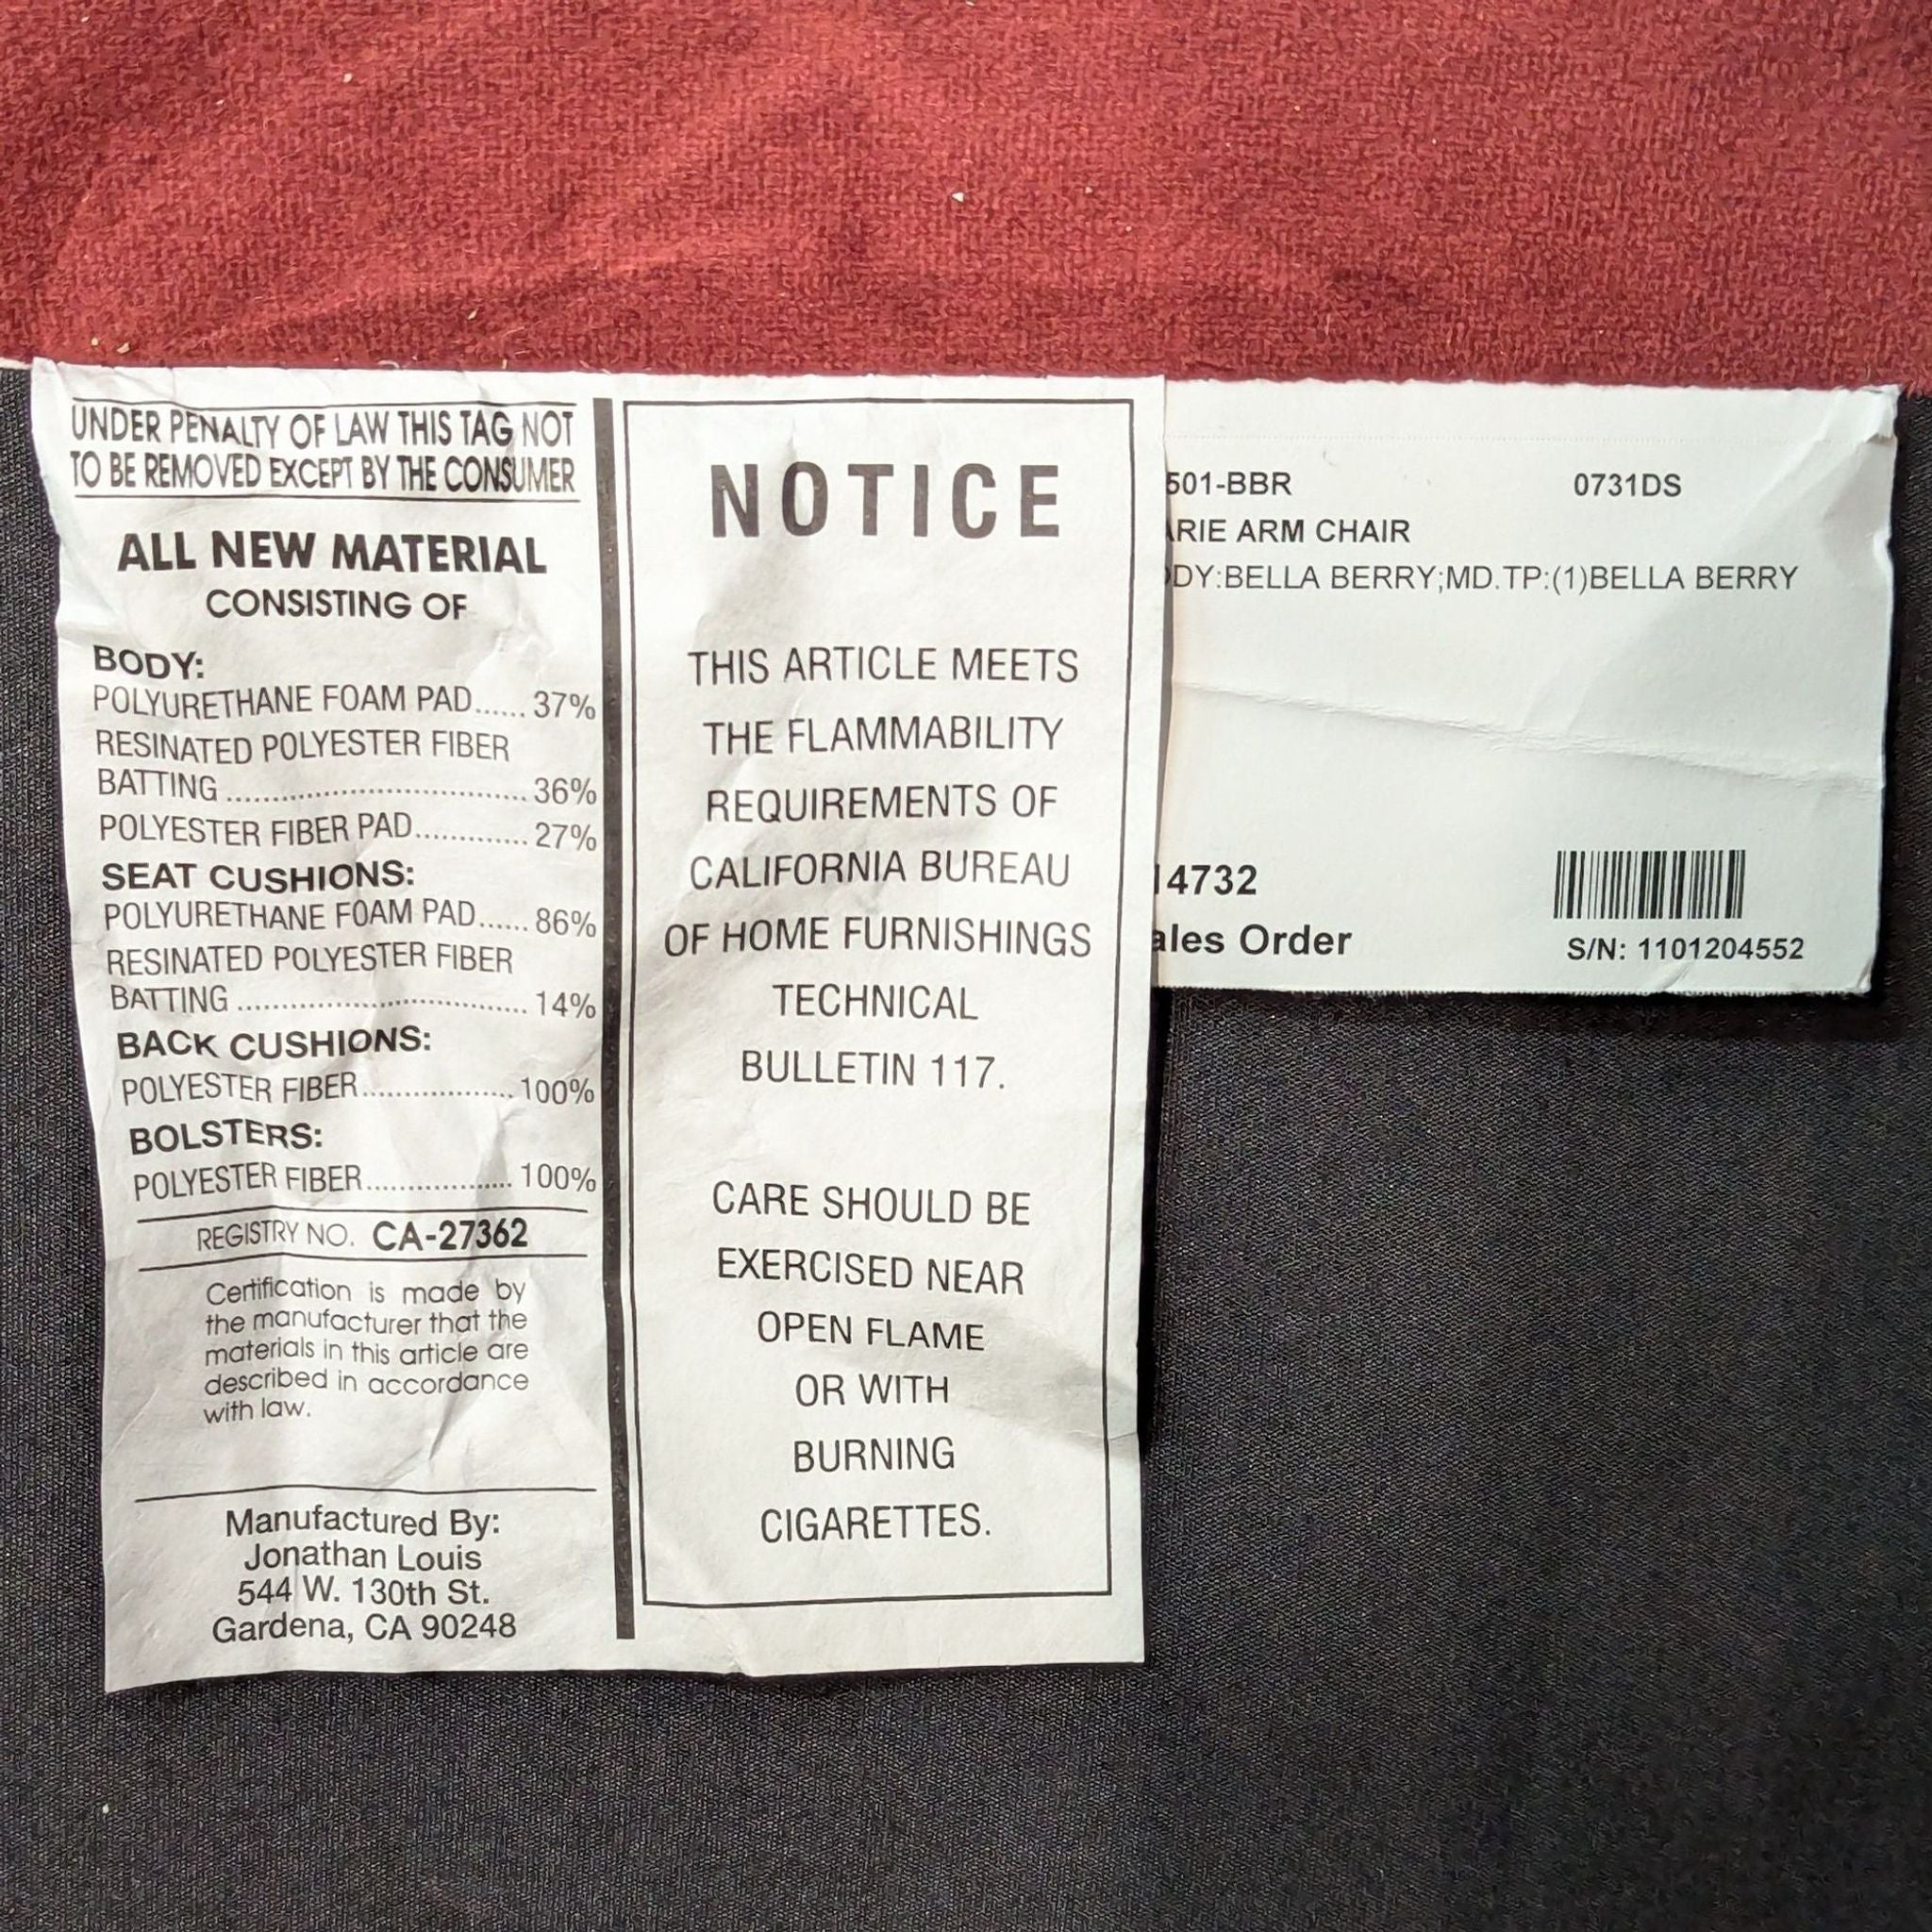 UNDER PENALTY OF LAW THIS TAG NOT
TO BE REMOVED EXCEPT BY THE CONSUMER
ALL NEW MATERIAL
CONSISTING OF
BODY:
POLYURETHANE FOAM PAD...... 37%
RESINATED POLYESTER FIBER
BATTING .................................... 36%
POLYESTER FIBER PAD............. 27%
SEAT CUSHIONS:
POLYURETHANE FOAM PAD...... 86%
RESINATED POLYESTER FIBER
BATTING .................................. 14%
BACK CUSHIONS:
POLYESTER FIBER.................. 100%
BOLSTERS:
POLYESTER FIBER.................. 100%
REGISTRY NO. CA-27362
Certification is made by
the manufacturer that the
materials in this article are
described in accordance
with law.
Manufactured By:
Jonathan Louis
544 W. 130th St.
Gardena, CA 90248
NOTICE
THIS ARTICLE MEETS
THE FLAMMABILITY
REQUIREMENTS OF
CALIFORNIA BUREAU
OF HOME FURNISHINGS
TECHNICAL
BULLETIN 117.
CARE SHOULD BE
EXERCISED NEAR
OPEN FLAME
OR WITH
BURNING
CIGARETTES.
501-BBR 0731DS
ARIE ARM CHAIR
DY:BELLA BERRY;MD.TP:(1)BELLA BERRY
14732
ales Order
S/N: 1101204552